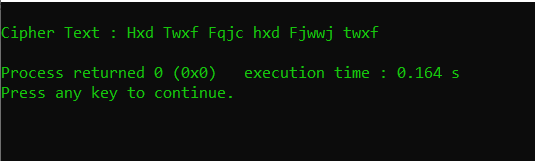 Cipher Text : Hxd Twxf Fqjc hxd Fjwwj twxf
Process returned 0 (0x0)   execution time : 0.164 s
Press any key to continue.